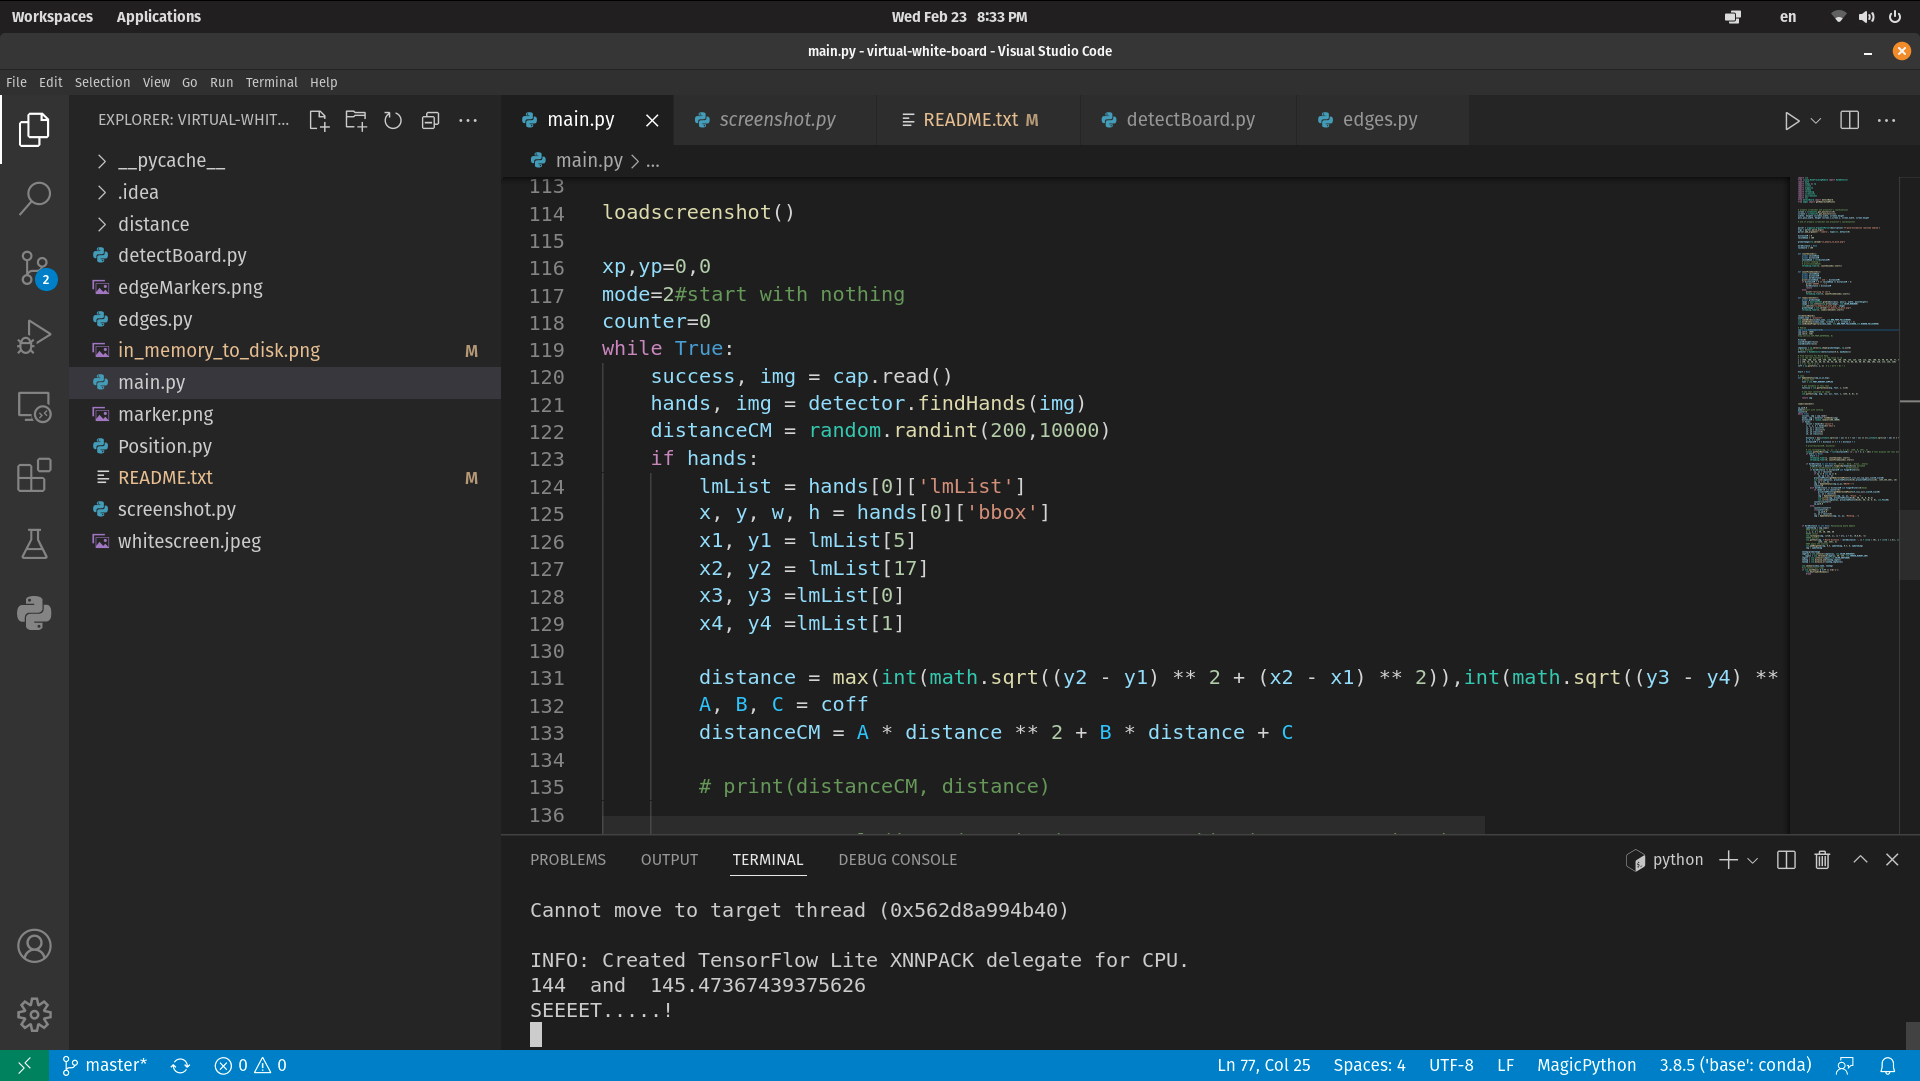 Workspaces Applications Wed Feb 23 8:33 PM en
main.py - virtual-white-board - Visual Studio Code
File Edit Selection View Go Run Terminal Help
EXPLORER: VIRTUAL-WHIT...
__pycache__
.idea
distance
detectBoard.py
edgeMarkers.png
edges.py
in_memory_to_disk.png M
main.py
marker.png
Position.py
README.txt M
screenshot.py
whitescreen.jpeg
2
main.py screenshot.py README.txt M detectBoard.py edges.py
main.py > ...
113
114 loadscreenshot()
115
116 xp,yp=0,0
117 mode=2#start with nothing
118 counter=0
119 while True:
120 success, img = cap.read()
121 hands, img = detector.findHands(img)
122 distanceCM = random.randint(200,10000)
123 if hands:
124 lmList = hands[0]['lmList']
125 x, y, w, h = hands[0]['bbox']
126 x1, y1 = lmList[5]
127 x2, y2 = lmList[17]
128 x3, y3 =lmList[0]
129 x4, y4 =lmList[1]
130
131 distance = max(int(math.sqrt((y2 - y1) ** 2 + (x2 - x1) ** 2)),int(math.sqrt((y3 - y4) **
132 A, B, C = coff
133 distanceCM = A * distance ** 2 + B * distance + C
134
135 # print(distanceCM, distance)
136
PROBLEMS OUTPUT TERMINAL DEBUG CONSOLE python
Cannot move to target thread (0x562d8a994b40)
INFO: Created TensorFlow Lite XNNPACK delegate for CPU.
144 and 145.47367439375626
SEEEET.....!
master* 0 0 Ln 77, Col 25 Spaces: 4 UTF-8 LF MagicPython 3.8.5 ('base': conda)